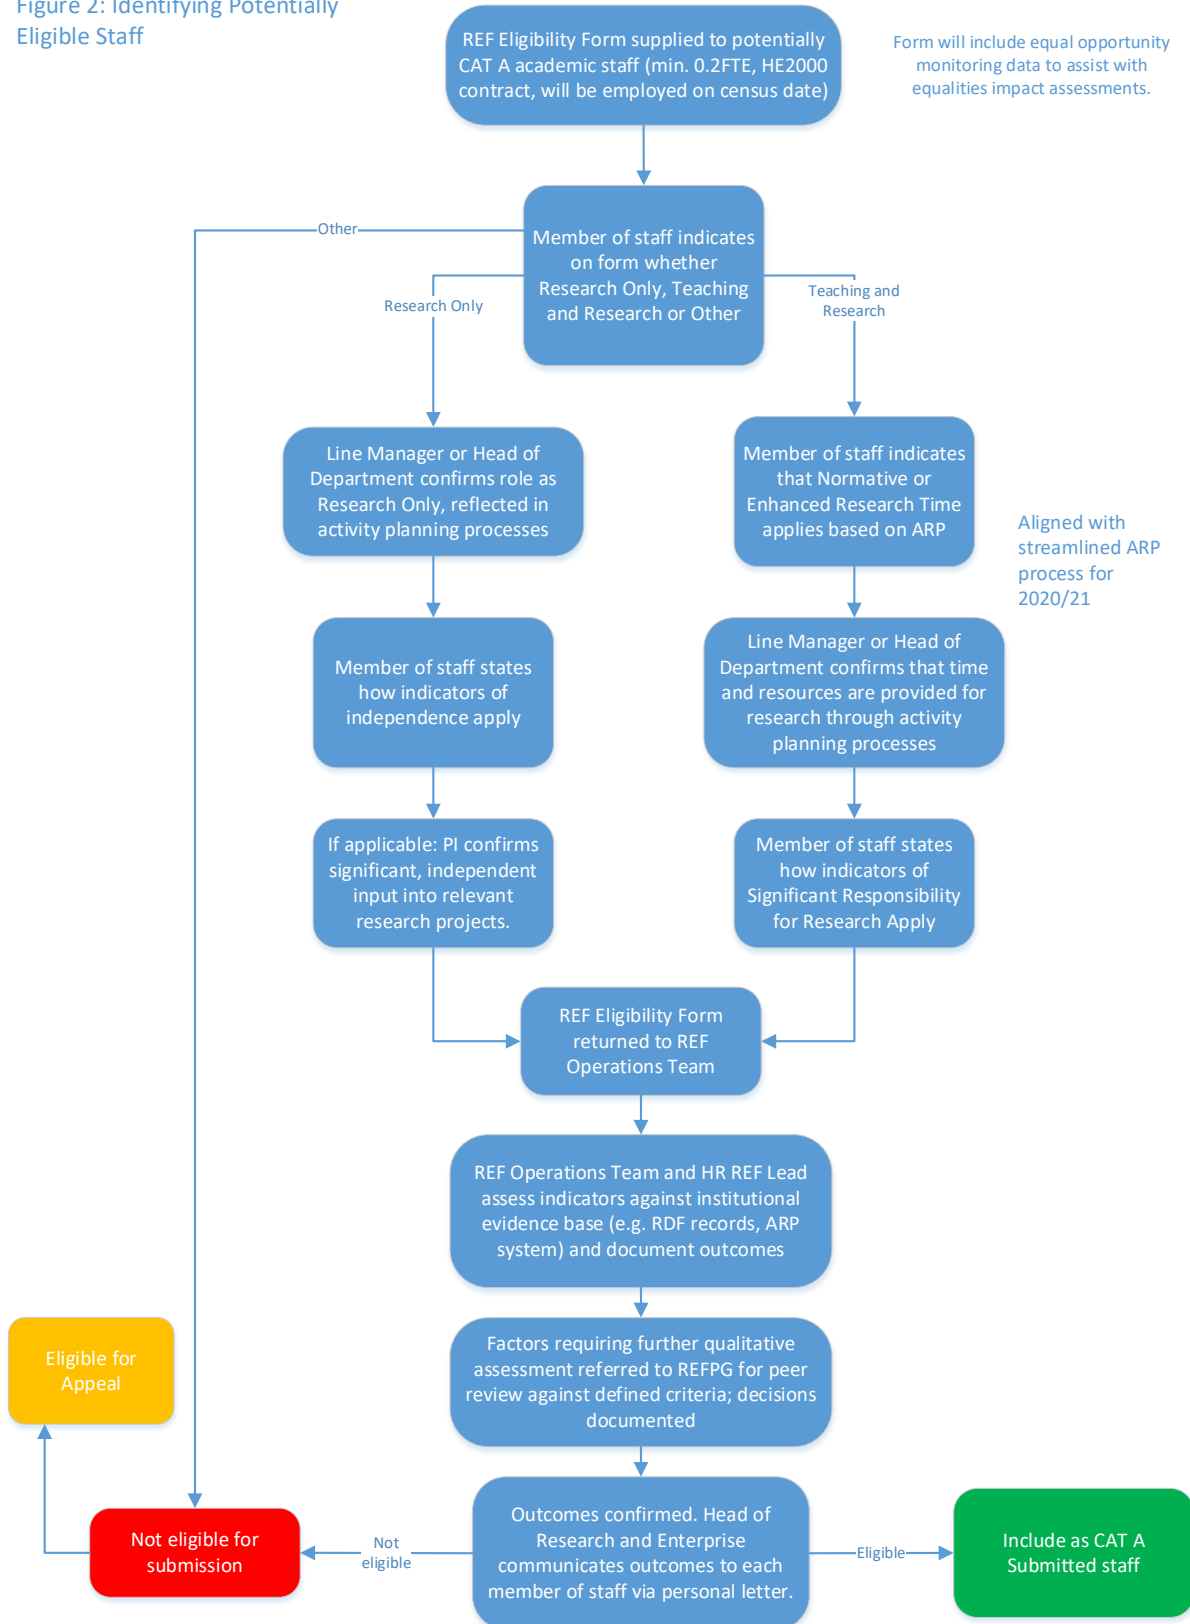 Figure 2: Identifying Potentially
Eligible Staff
REF Eligibility Form supplied to potentially
CAT A academic staff (min. 0.2FTE, HE2000
contract, will be employed on census date)
Form will include equal opportunity
monitoring data to assist with
equalities impact assessments.
Member of staff indicates
on form whether
Research Only, Teaching
and Research or Other
Other
Research Only
Teaching and
Research
Line Manager or Head of
Department confirms role as
Research Only, reflected in
activity planning processes
Member of staff indicates
that Normative or
Enhanced Research Time
applies based on ARP
Aligned with
streamlined ARP
process for
2020/21
Member of staff states
how indicators of
independence apply
Line Manager or Head of
Department confirms that time
and resources are provided for
research through activity
planning processes
If applicable: PI confirms
significant, independent
input into relevant
research projects.
Member of staff states
how indicators of
Significant Responsibility
for Research Apply
REF Eligibility Form
returned to REF
Operations Team
REF Operations Team and HR REF Lead
assess indicators against institutional
evidence base (e.g. RDF records, ARP
system) and document outcomes
Factors requiring further qualitative
assessment referred to REFPG for peer
review against defined criteria; decisions
documented
Eligible for
Appeal
Not eligible for
submission
Not
eligible
Outcomes confirmed. Head of
Research and Enterprise
communicates outcomes to each
member of staff via personal letter.
Eligible
Include as CAT A
Submitted staff